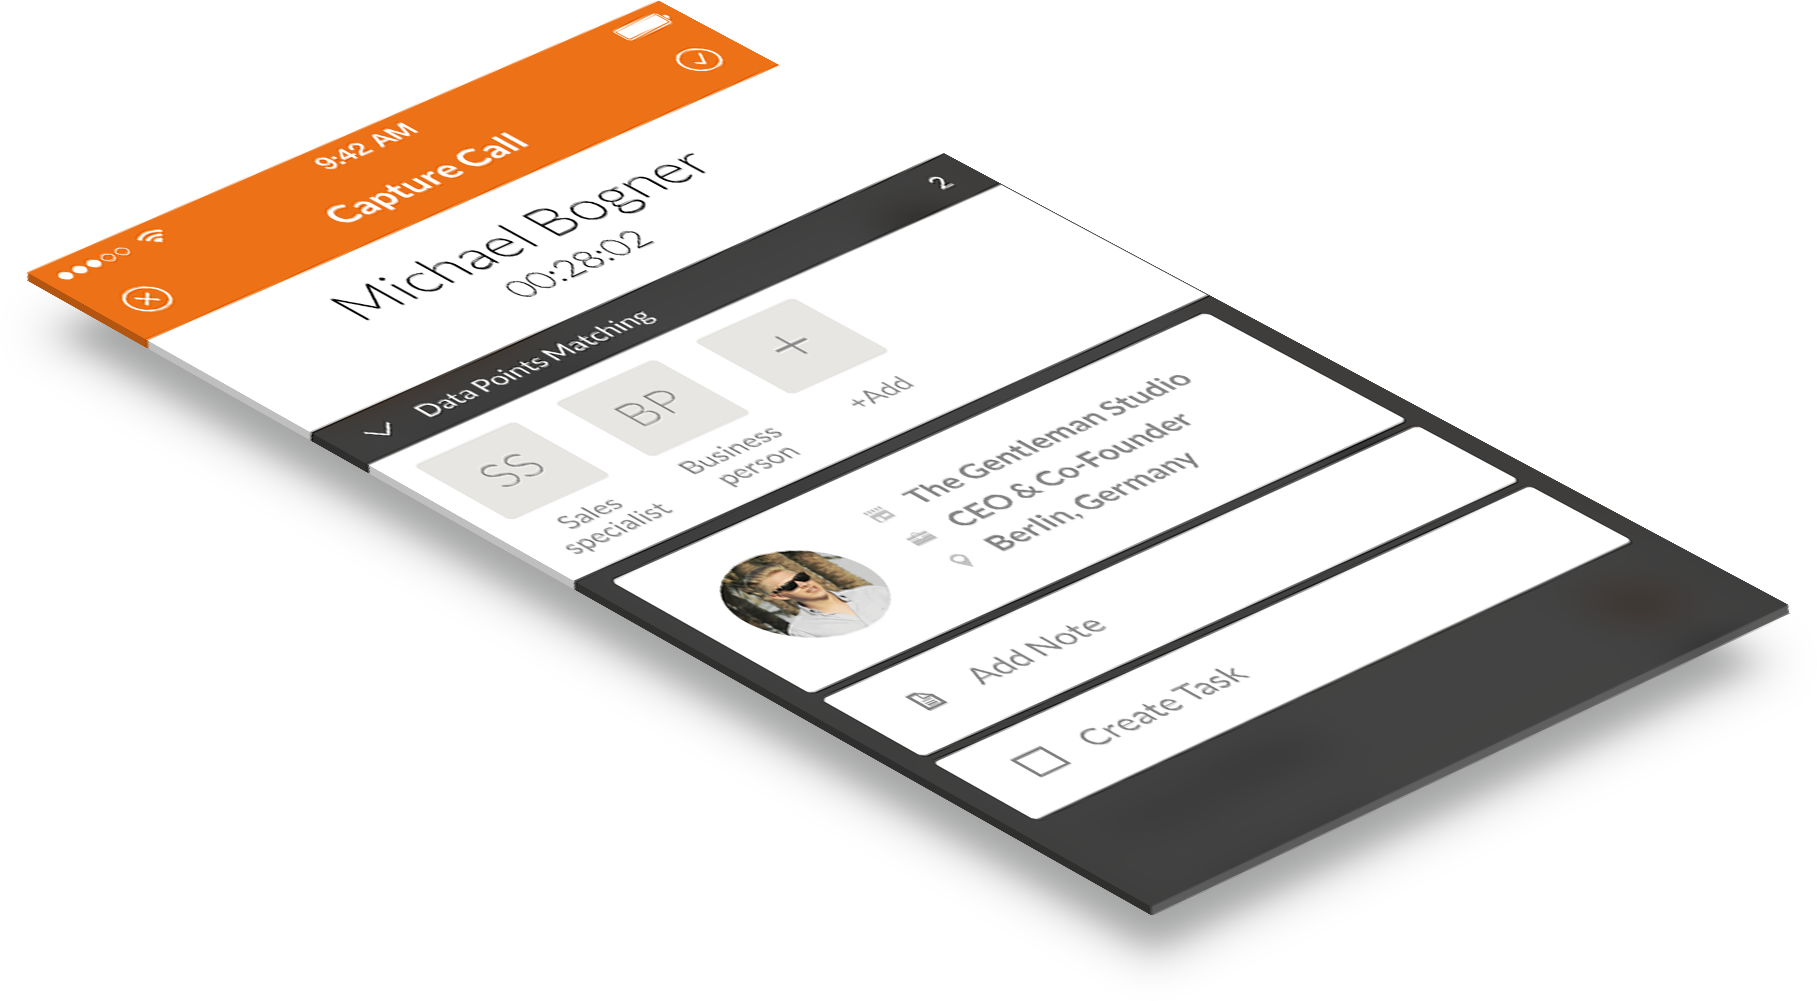 9:42 AM
Capture Call
Michael Bogner
00:28:02
Data Points Matching
2
SS
Sales
specialist
BP
Business
person
+
+Add
The Gentleman Studio
CEO & Co-Founder
Berlin, Germany
Add Note
Create Task